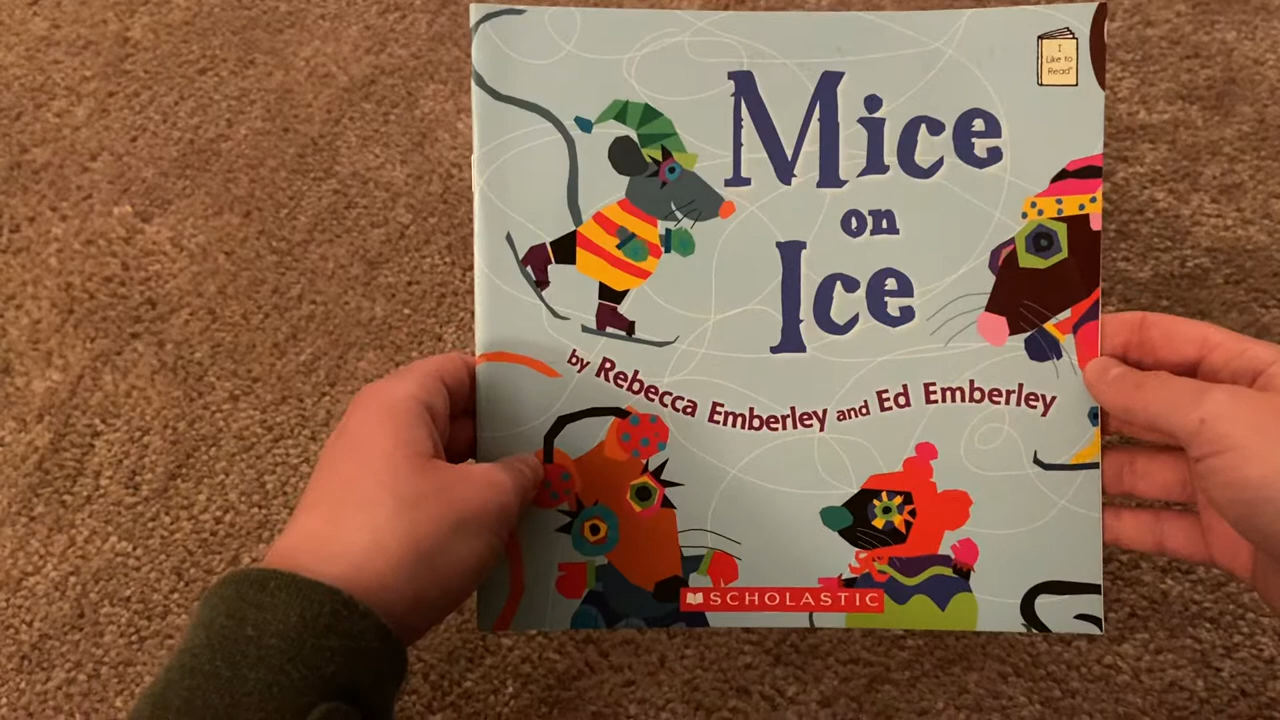 I
Like to
Read®
Mice
on
Ice
by Rebecca Emberley and Ed Emberley
SCHOLASTIC